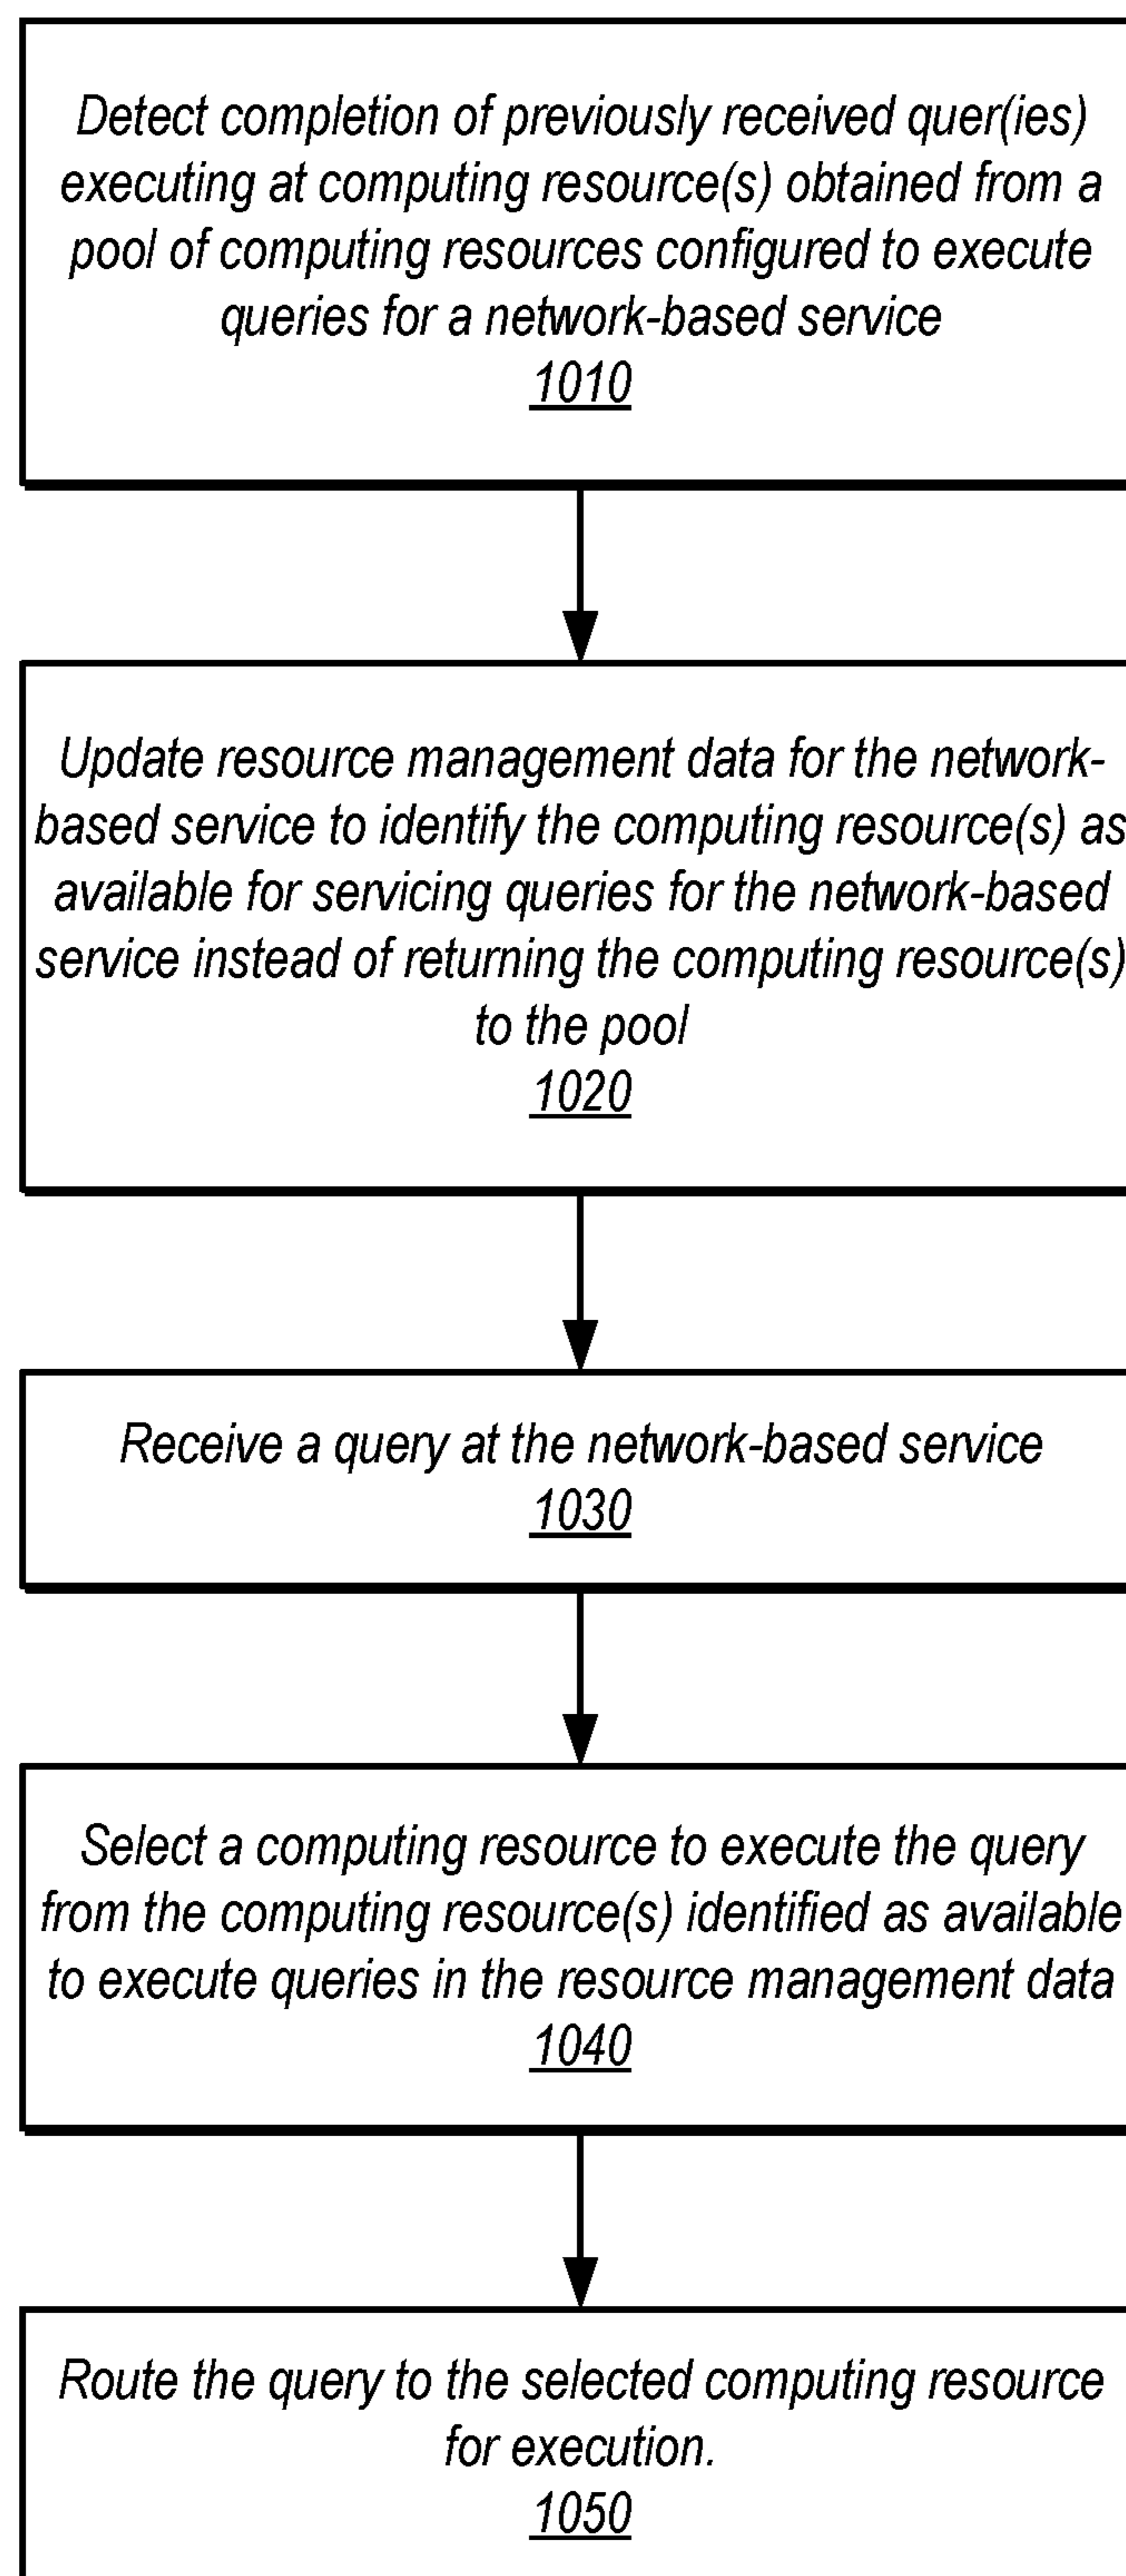 Detect completion of previously received quer(ies)
executing at computing resource(s) obtained from a
pool of computing resources configured to execute
queries for a network-based service
1010
Update resource management data for the network-
based service to identify the computing resource(s) as
available for servicing queries for the network-based
service instead of returning the computing resource(s)
to the pool
1020
Receive a query at the network-based service
1030
Select a computing resource to execute the query
from the computing resource(s) identified as available
to execute queries in the resource management data
1040
Route the query to the selected computing resource
for execution.
1050